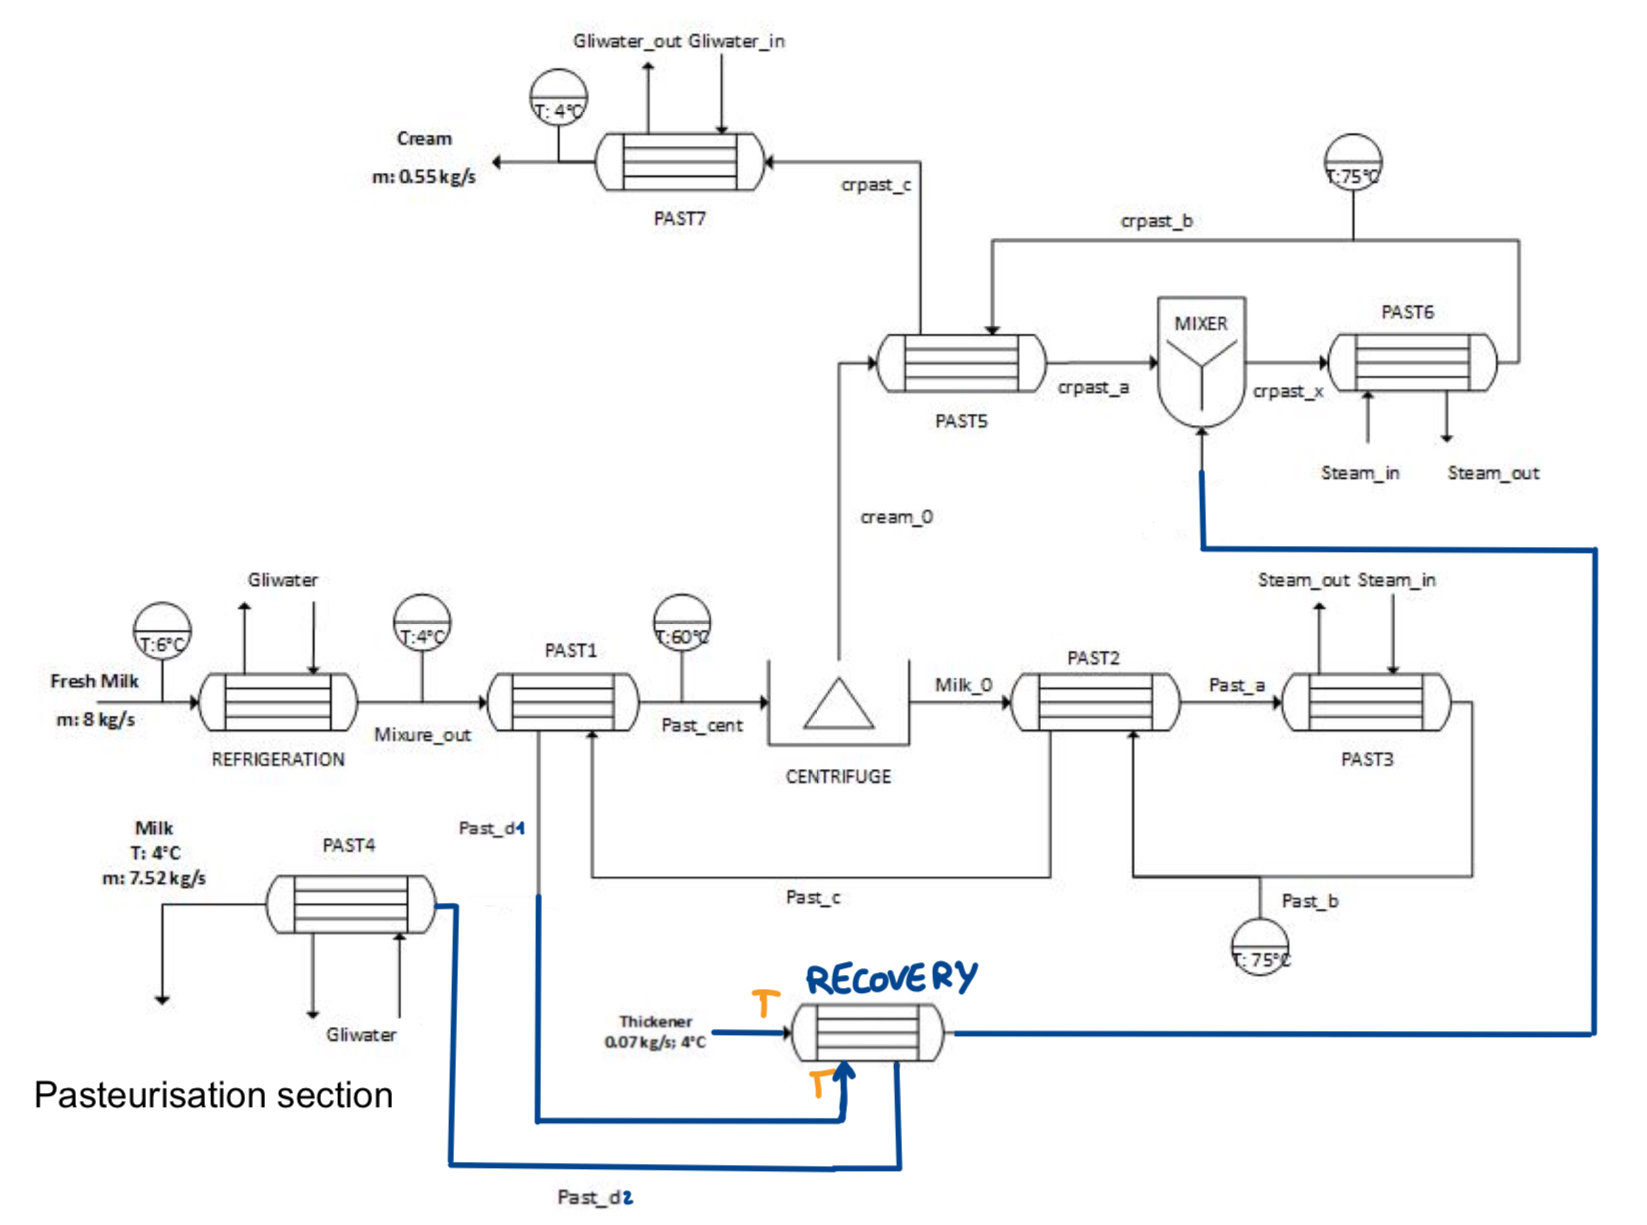 Gliwater_out Gliwater_in
T: 4°C
Cream
m: 0.55 kg/s
PAST7
crpast_c
T:75°C
crpast_b
MIXER
PAST6
crpast_a
crpast_x
PAST5
Steam_in
Steam_out
cream_0
Gliwater
Steam_out Steam_in
T:6°C
T:4°C
T:60°C
PAST1
PAST2
Fresh Milk
m: 8 kg/s
Milk_0
Past_a
Mixure_out
Past_cent
REFRIGERATION
CENTRIFUGE
PAST3
Milk
T: 4°C
m: 7.52 kg/s
PAST4
Past_d1
Past_c
Past_b
T: 75°C
RECOVERY
T
Thickener
0.07 kg/s; 4°C
Gliwater
T
Pasteurisation section
Past_d2